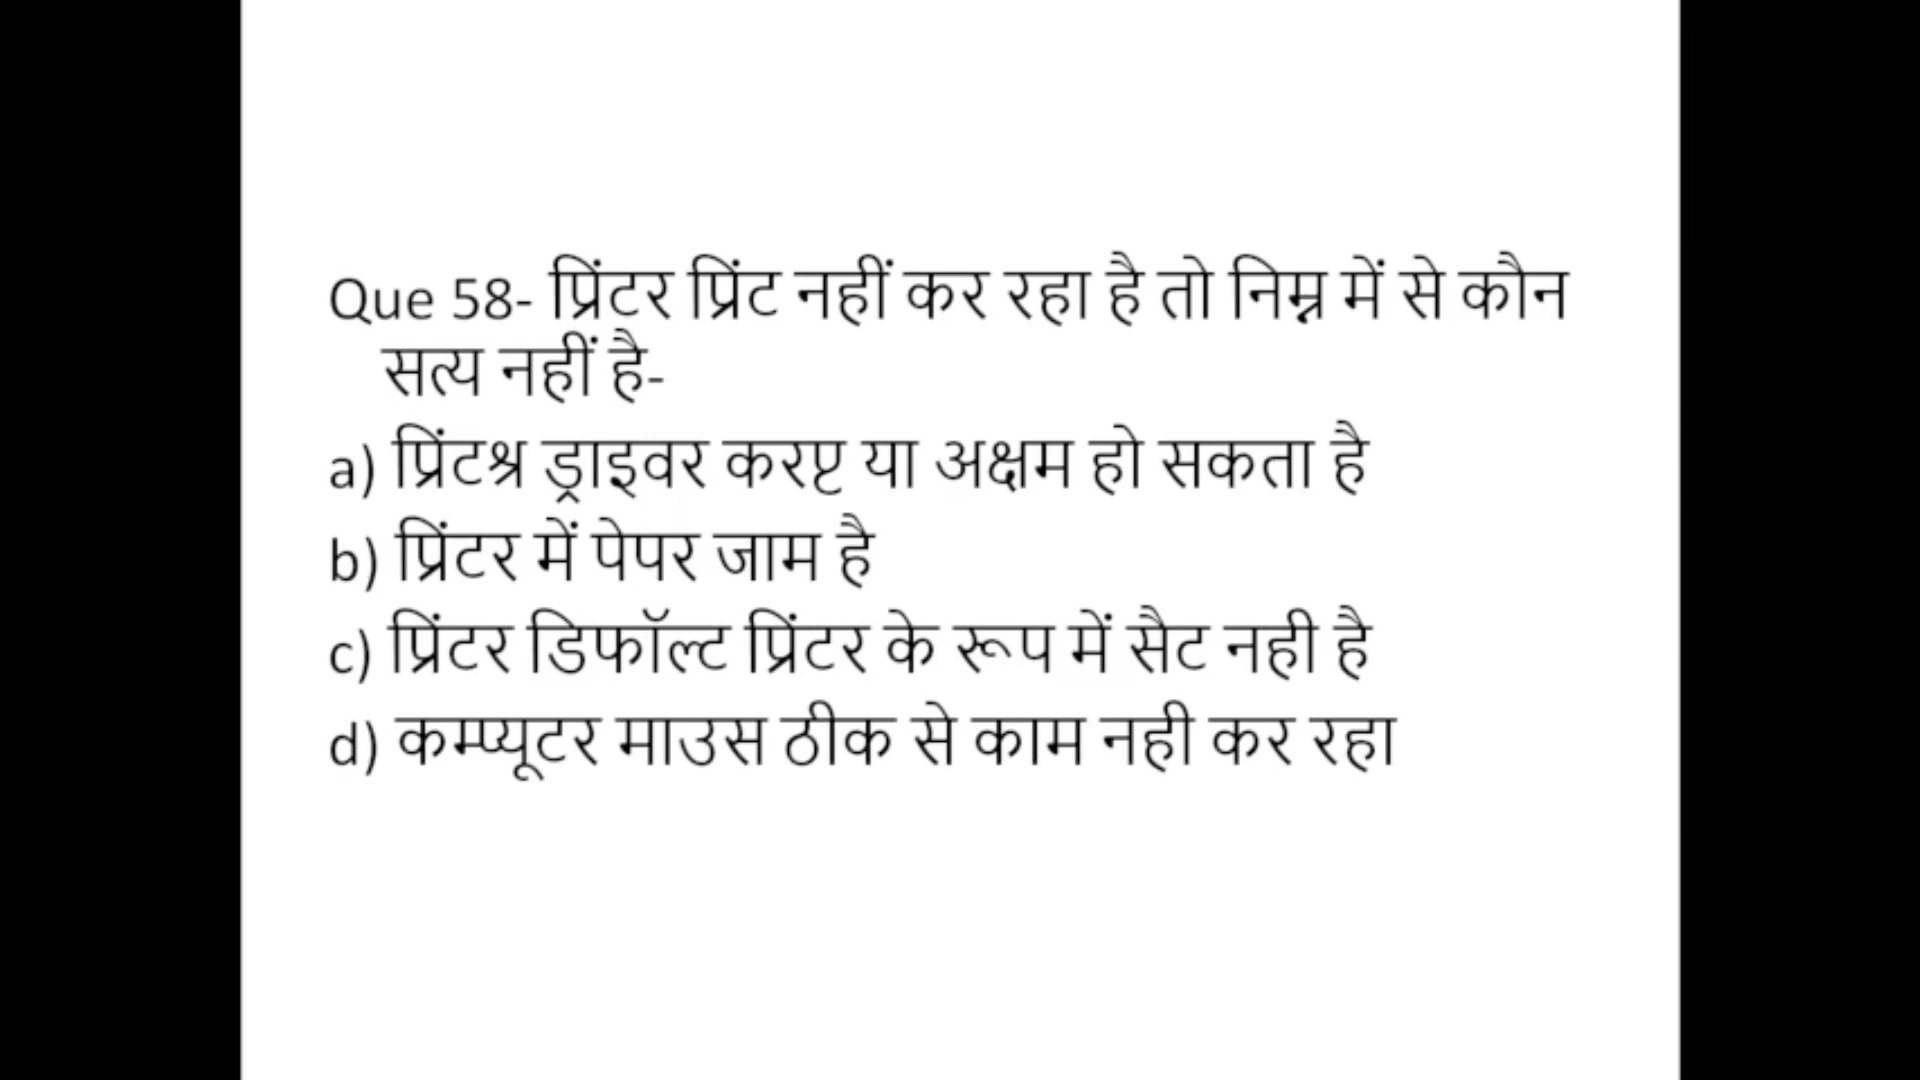 Que 58- प्रिंटर प्रिंट नहीं कर रहा है तो निम्न में से कौन
सत्य नहीं है-
a) प्रिंटश्र ड्राइवर करप्ट या अक्षम हो सकता है
b) प्रिंटर में पेपर जाम है
c) प्रिंटर डिफॉल्ट प्रिंटर के रूप में सैट नही है
d) कम्प्यूटर माउस ठीक से काम नही कर रहा